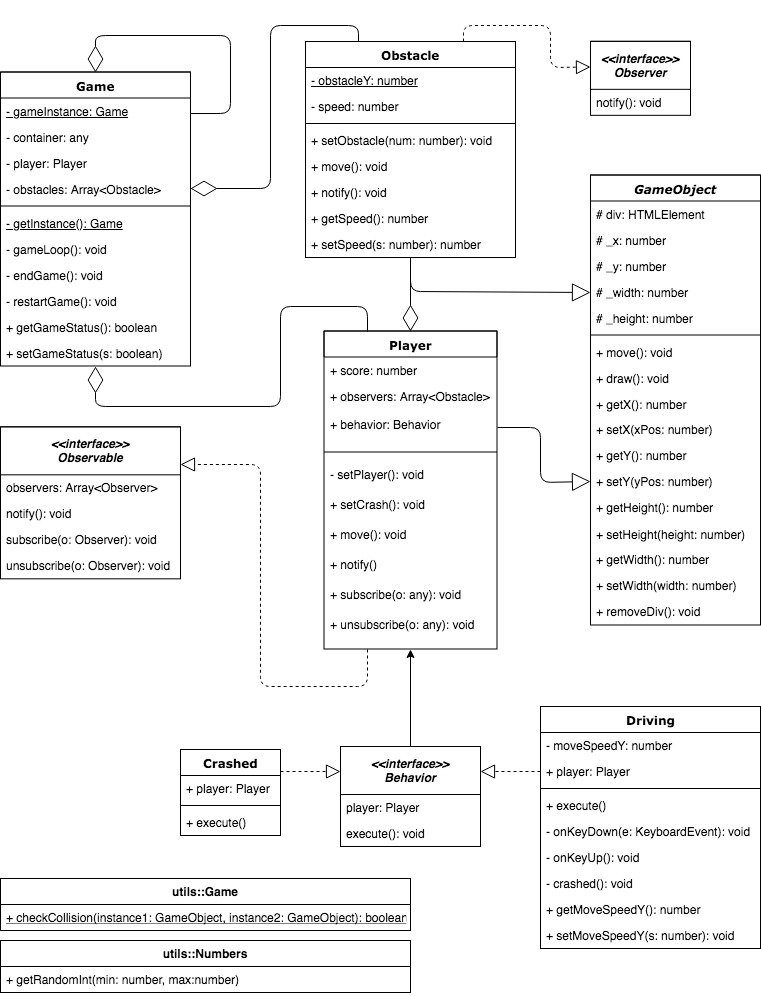 Game
- gameInstance: Game
- container: any
- player: Player
- obstacles: Array<Obstacle>
- getInstance(): Game
- gameLoop(): void
- endGame(): void
- restartGame(): void
+ getGameStatus(): boolean
+ setGameStatus(s: boolean)
Obstacle
- obstacleY: number
- speed: number
+ setObstacle(num: number): void
+ move(): void
+ notify(): void
+ getSpeed(): number
+ setSpeed(s: number): number
<<interface>>
Observer
notify(): void
GameObject
# div: HTMLElement
# _x: number
# _y: number
# _width: number
# _height: number
+ move(): void
+ draw(): void
+ getX(): number
+ setX(xPos: number)
+ getY(): number
+ setY(yPos: number)
+ getHeight(): number
+ setHeight(height: number)
+ getWidth(): number
+ setWidth(width: number)
+ removeDiv(): void
Player
+ score: number
+ observers: Array<Obstacle>
+ behavior: Behavior
- setPlayer(): void
+ setCrash(): void
+ move(): void
+ notify()
+ subscribe(o: any): void
+ unsubscribe(o: any): void
<<interface>>
Observable
observers: Array<Observer>
notify(): void
subscribe(o: Observer): void
unsubscribe(o: Observer): void
Crashed
+ player: Player
+ execute()
<<interface>>
Behavior
player: Player
execute(): void
Driving
- moveSpeedY: number
+ player: Player
+ execute()
- onKeyDown(e: KeyboardEvent): void
- onKeyUp(): void
- crashed(): void
+ getMoveSpeedY(): number
+ setMoveSpeedY(s: number): void
utils::Game
+ checkCollision(instance1: GameObject, instance2: GameObject): boolean
utils::Numbers
+ getRandomInt(min: number, max:number)